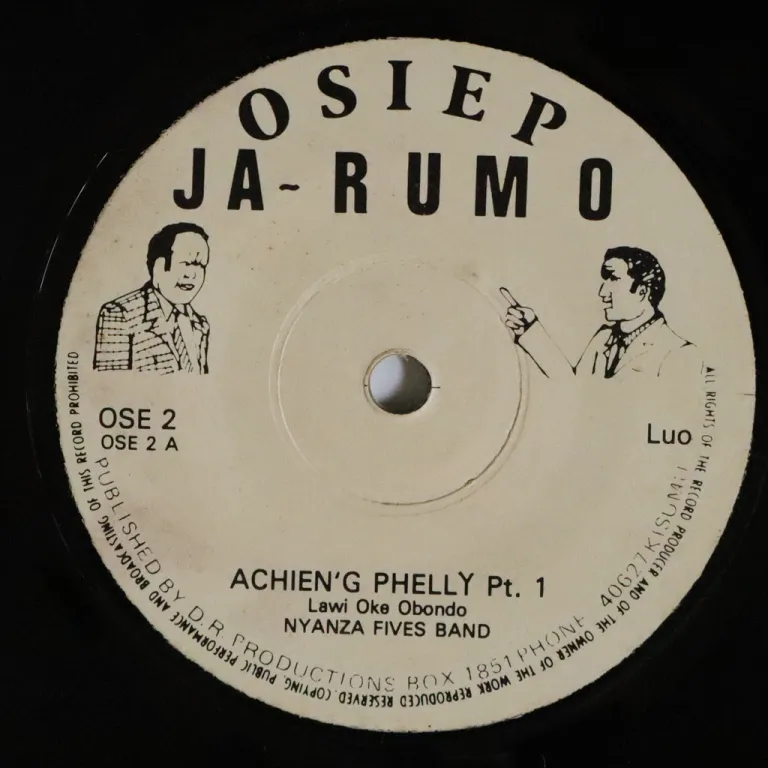 OSIEP
JA-RUMO
OSE 2
OSE 2 A
Luo
ACHIEN'G PHELLY Pt. 1
Lawi Oke Obondo
NYANZA FIVES BAND
PUBLISHED BY D.R. PRODUCTIONS BOX 1851 PHONE 40627 KISUMU
ALL RIGHTS OF THE RECORD PRODUCER AND OF THE OWNER OF THE WORK REPRODUCED RESERVED. COPYING, PUBLIC PERFORMANCE AND BROADCASTING OF THIS RECORD PROHIBITED